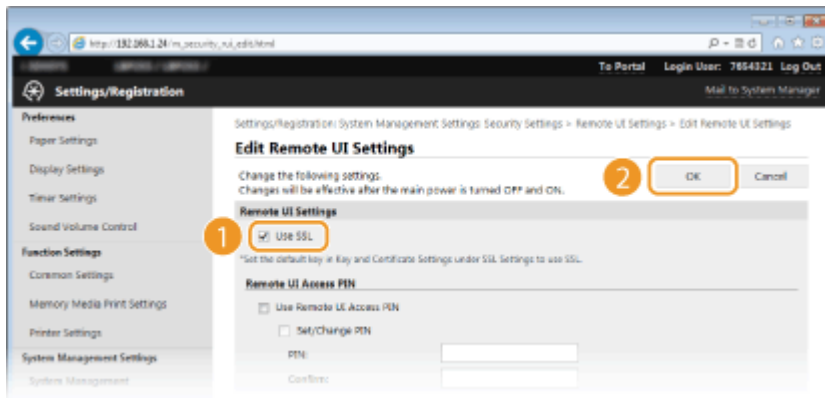 http://192.168.1.24/m_security_rui_edit.html
To Portal Login User: 7654321 Log Out
Settings/Registration
Mail to System Manager
Preferences
Paper Settings
Display Settings
Timer Settings
Sound Volume Control
Function Settings
Common Settings
Memory Media Print Settings
Printer Settings
System Management Settings
System Management
Settings/Registration: System Management Settings: Security Settings > Remote UI Settings > Edit Remote UI Settings
Edit Remote UI Settings
Change the following settings.
Changes will be effective after the main power is turned OFF and ON.
2
OK
Cancel
Remote UI Settings
1
Use SSL
*Set the default key in Key and Certificate Settings under SSL Settings to use SSL.
Remote UI Access PIN
Use Remote UI Access PIN
Set/Change PIN
PIN:
Confirm: